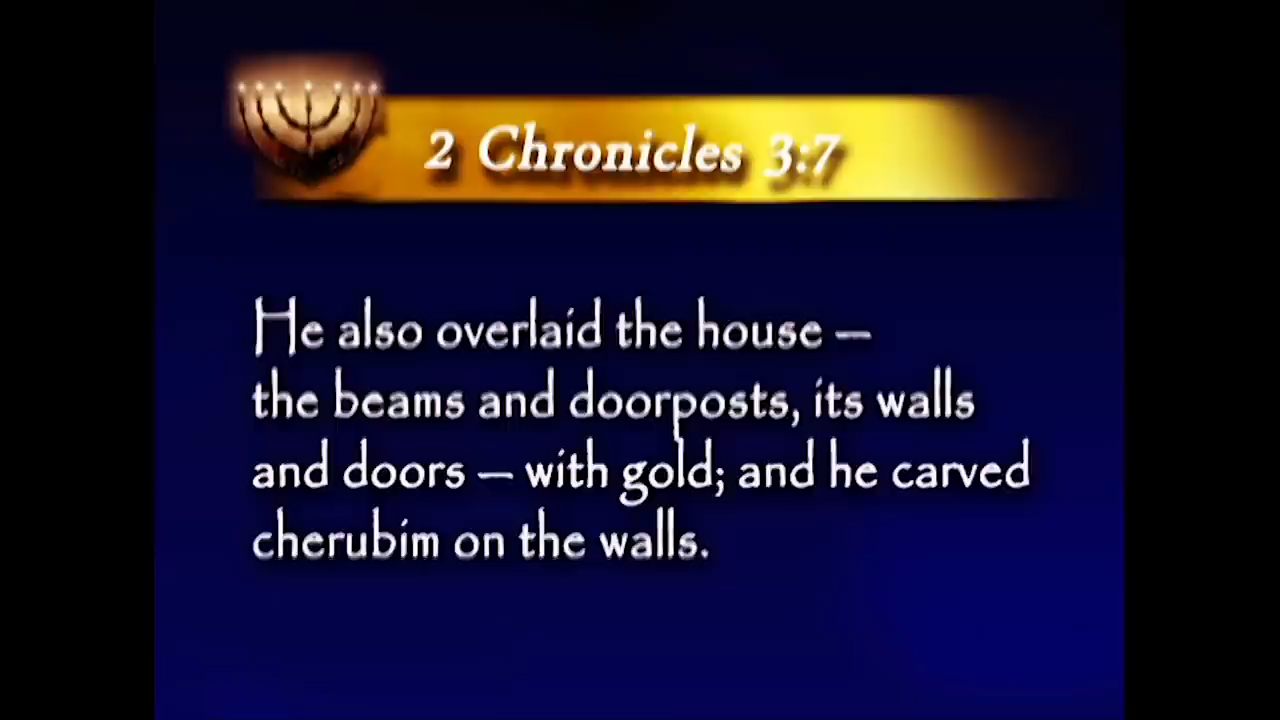 2 Chronicles 3:7
He also overlaid the house —
the beams and doorposts, its walls
and doors — with gold; and he carved
cherubim on the walls.